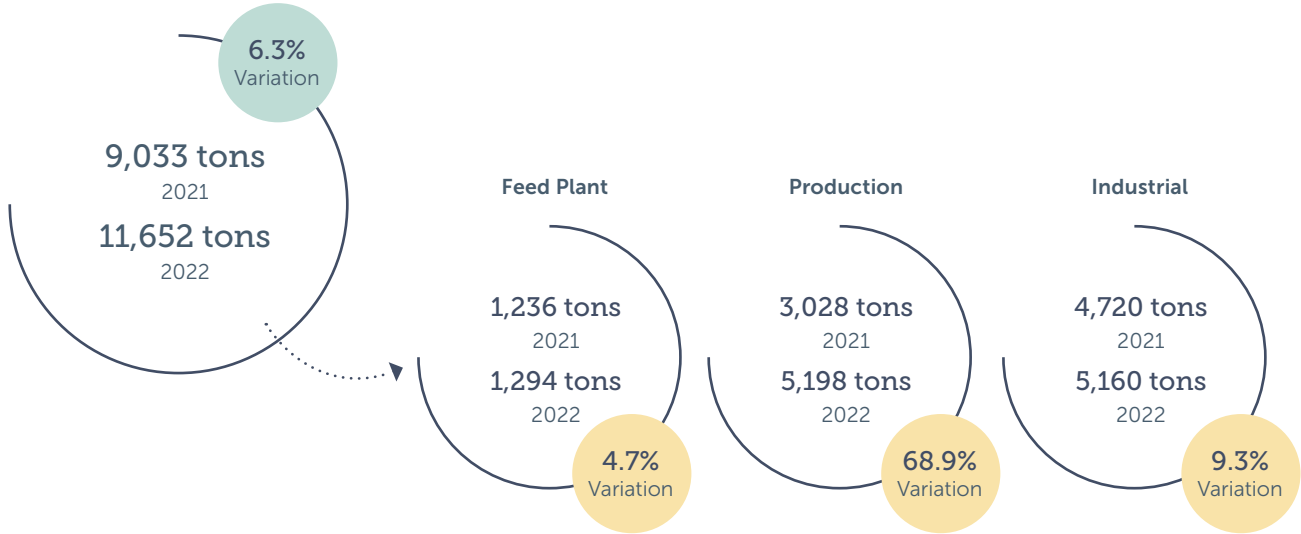 6.3%
Variation
9,033 tons
2021
11,652 tons
2022
Feed Plant
1,236 tons
2021
1,294 tons
2022
4.7%
Variation
Production
3,028 tons
2021
5,198 tons
2022
68.9%
Variation
Industrial
4,720 tons
2021
5,160 tons
2022
9.3%
Variation